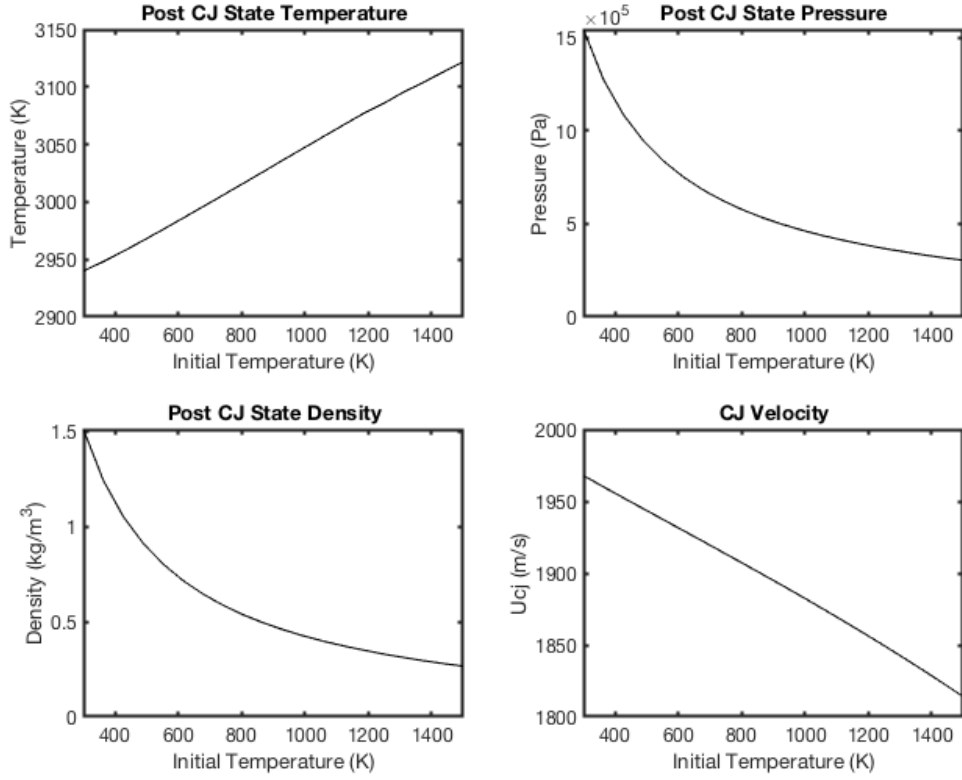 Post CJ State Temperature
3150
3100
3050
3000
2950
2900
Temperature (K)
400 600 800 1000 1200 1400
Initial Temperature (K)
Post CJ State Pressure
×10⁵
15
10
5
0
Pressure (Pa)
400 600 800 1000 1200 1400
Initial Temperature (K)
Post CJ State Density
1.5
1
0.5
0
Density (kg/m³)
400 600 800 1000 1200 1400
Initial Temperature (K)
CJ Velocity
2000
1950
1900
1850
1800
Ucj (m/s)
400 600 800 1000 1200 1400
Initial Temperature (K)